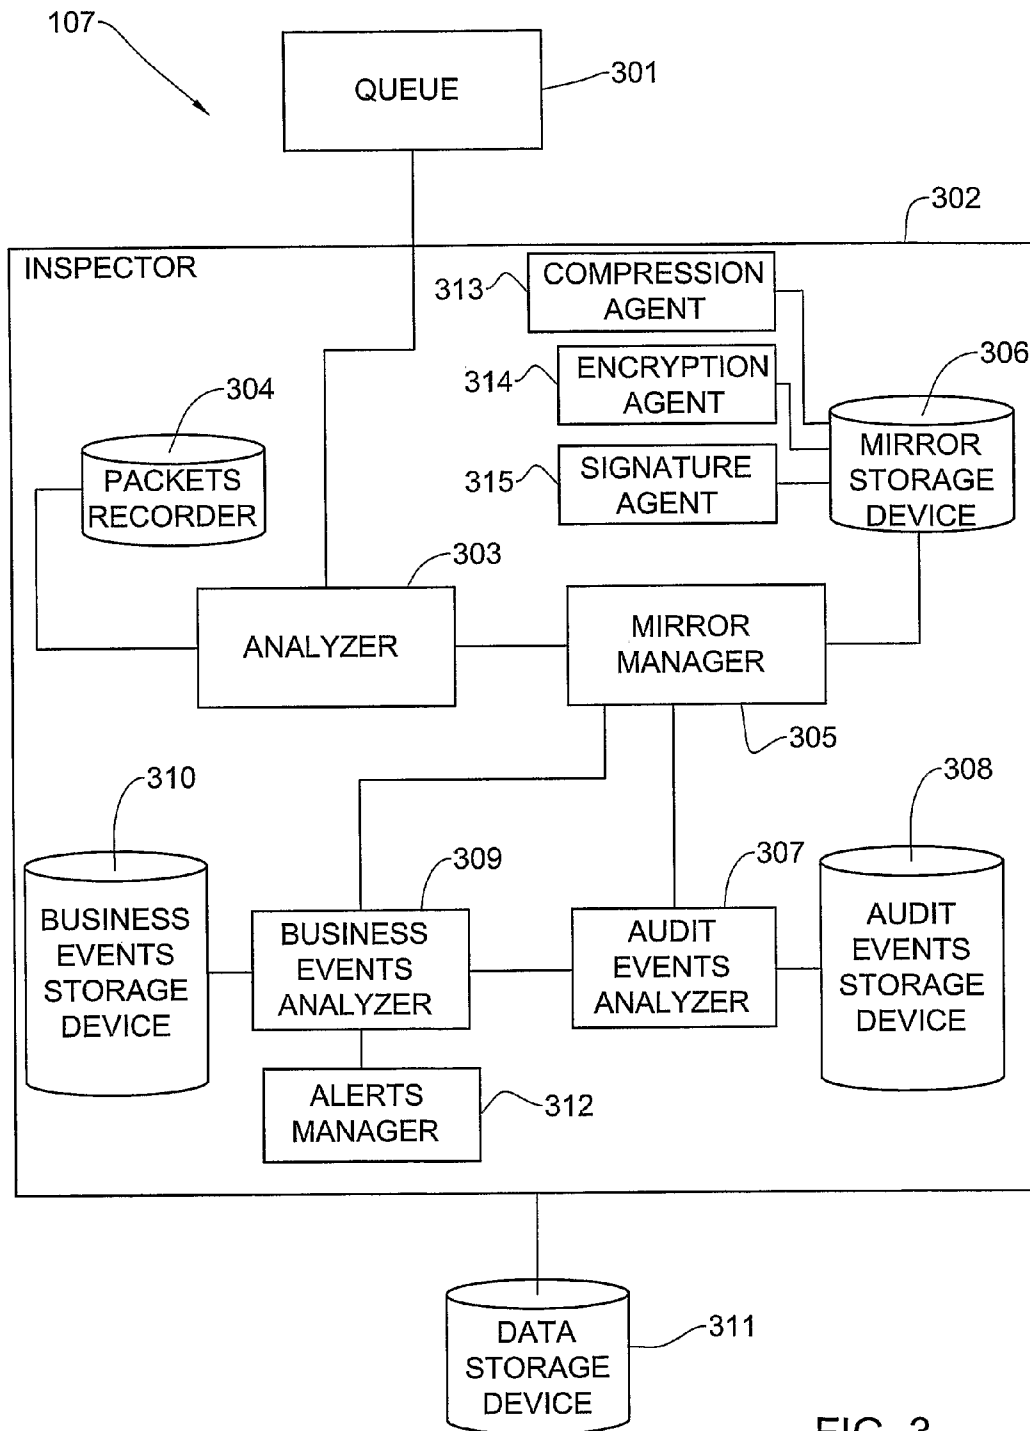 107
QUEUE
301
302
INSPECTOR
313
COMPRESSION
AGENT
314
ENCRYPTION
AGENT
306
304
315
SIGNATURE
AGENT
MIRROR
STORAGE
DEVICE
PACKETS
RECORDER
303
ANALYZER
MIRROR
MANAGER
305
310
308
309
307
BUSINESS
EVENTS
STORAGE
DEVICE
BUSINESS
EVENTS
ANALYZER
AUDIT
EVENTS
ANALYZER
AUDIT
EVENTS
STORAGE
DEVICE
ALERTS
MANAGER
312
DATA
STORAGE
DEVICE
311
FIG. 3